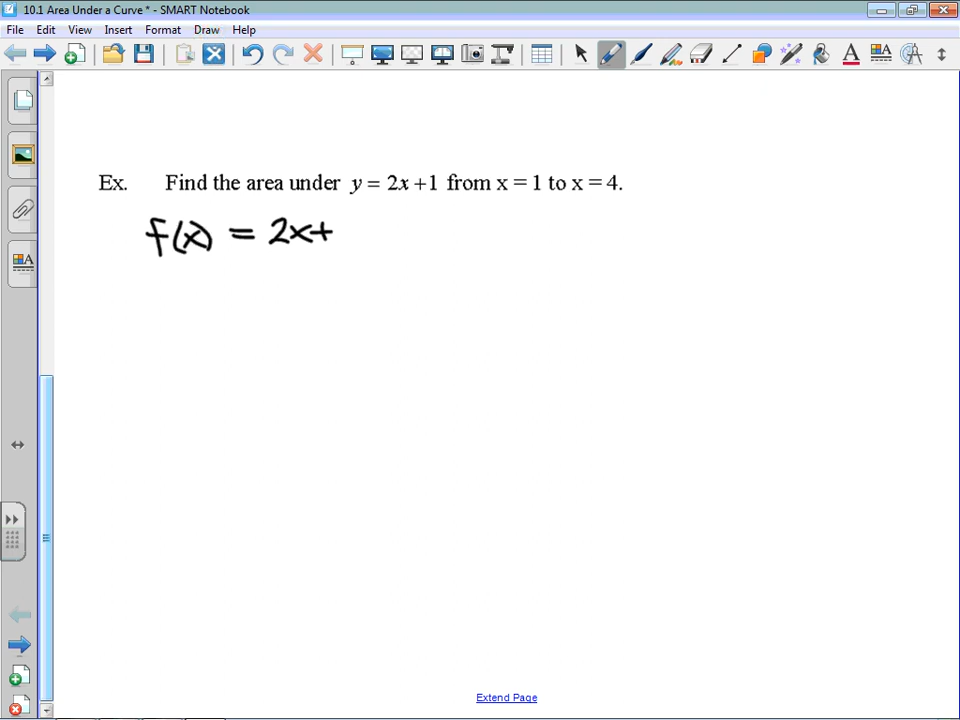 10.1 Area Under a Curve * - SMART Notebook
File Edit View Insert Format Draw Help
Ex. Find the area under y = 2x +1 from x = 1 to x = 4.
f(x) = 2x+
Extend Page